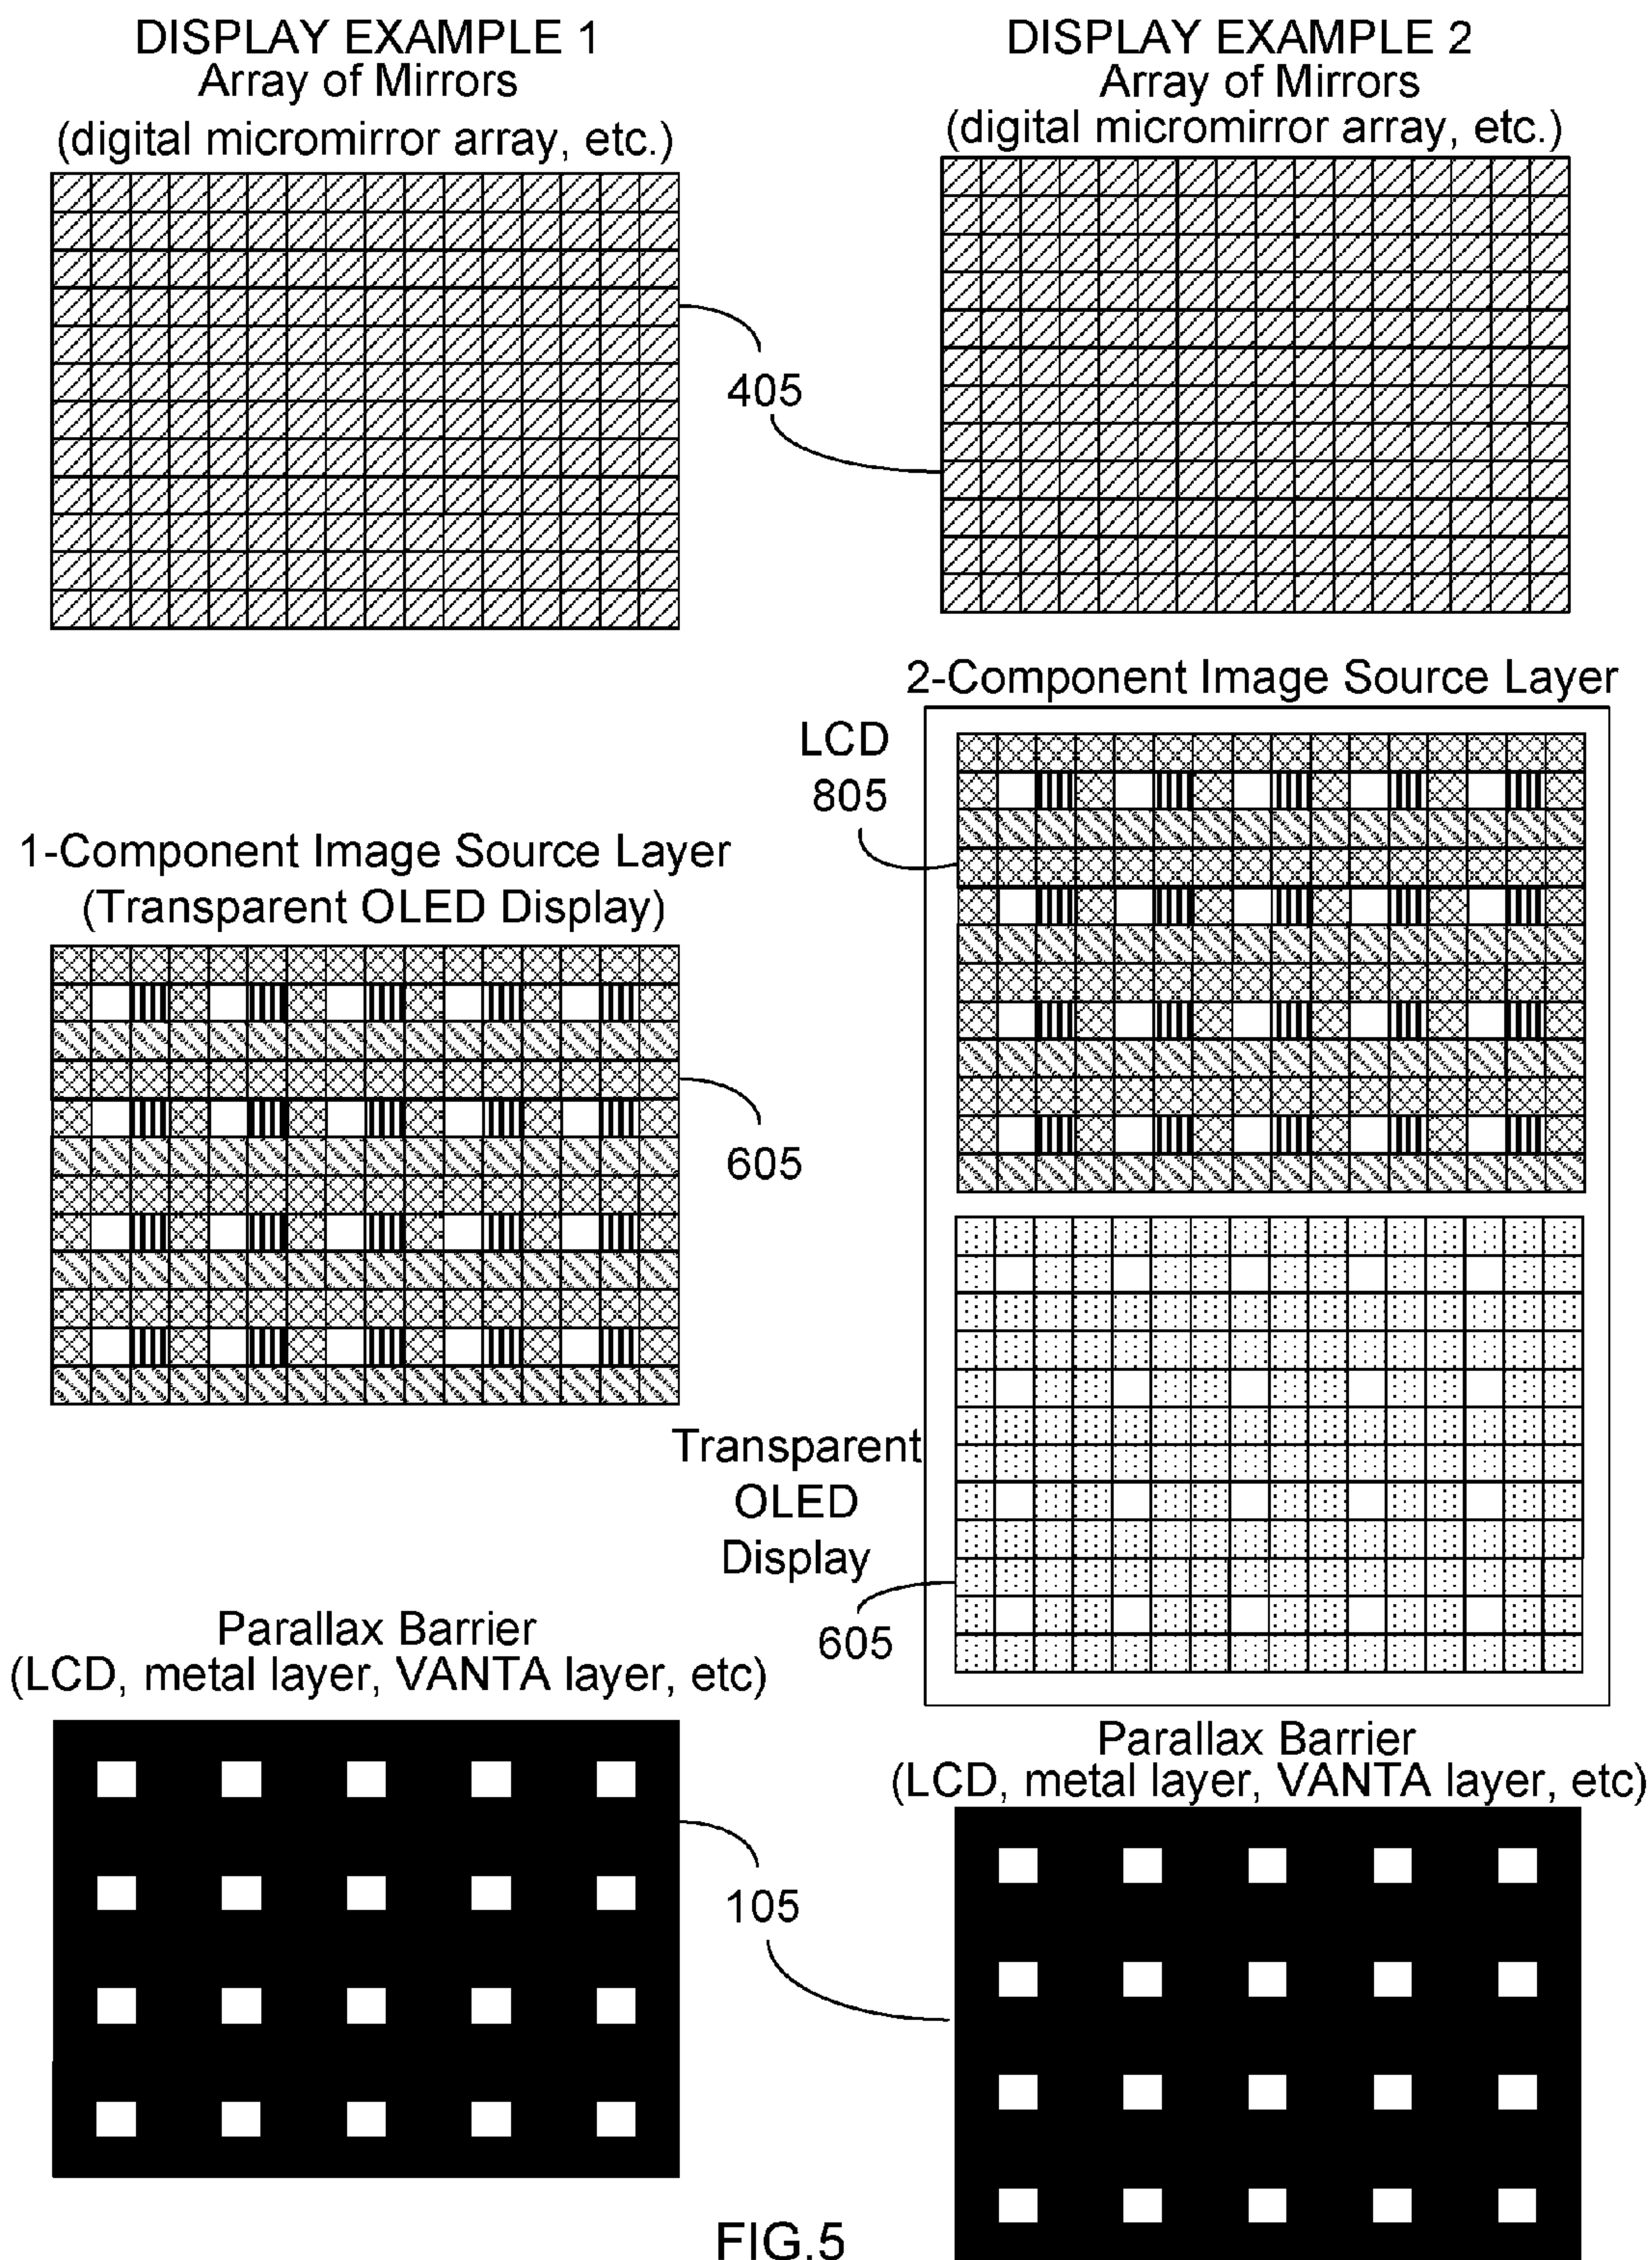 DISPLAY EXAMPLE 1
Array of Mirrors
(digital micromirror array, etc.)
DISPLAY EXAMPLE 2
Array of Mirrors
(digital micromirror array, etc.)
405
2-Component Image Source Layer
LCD
805
1-Component Image Source Layer
(Transparent OLED Display)
605
Transparent
OLED
Display
605
Parallax Barrier
(LCD, metal layer, VANTA layer, etc)
Parallax Barrier
(LCD, metal layer, VANTA layer, etc)
105
FIG.5